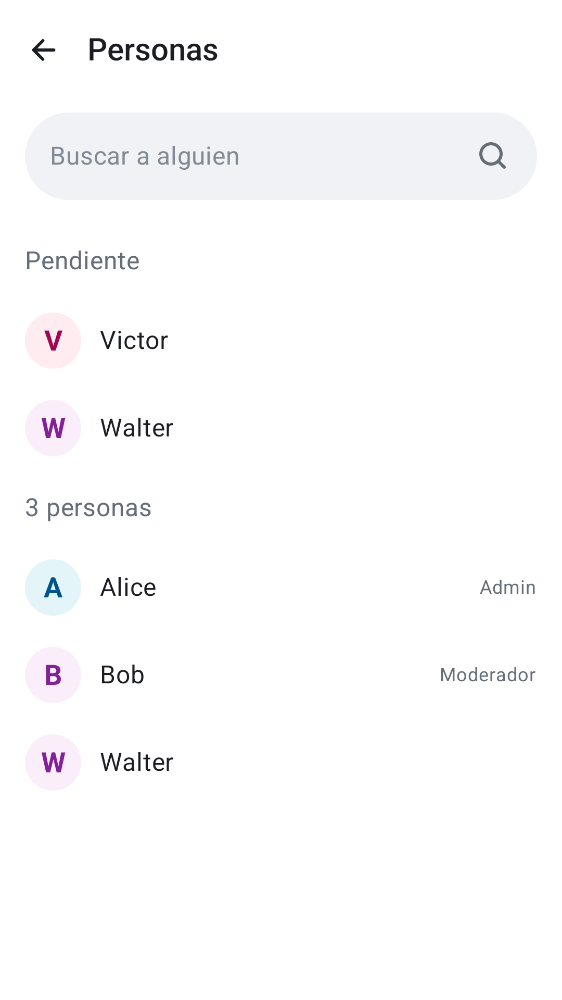 Personas
Buscar a alguien
Pendiente
V Victor
W Walter
3 personas
A Alice Admin
B Bob Moderador
W Walter